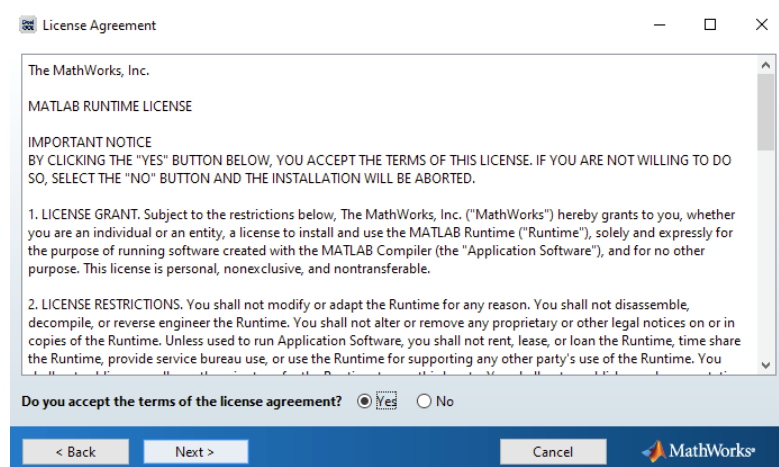 License Agreement
The MathWorks, Inc.
MATLAB RUNTIME LICENSE
IMPORTANT NOTICE
BY CLICKING THE "YES" BUTTON BELOW, YOU ACCEPT THE TERMS OF THIS LICENSE. IF YOU ARE NOT WILLING TO DO
SO, SELECT THE "NO" BUTTON AND THE INSTALLATION WILL BE ABORTED.
1. LICENSE GRANT. Subject to the restrictions below, The MathWorks, Inc. ("MathWorks") hereby grants to you, whether
you are an individual or an entity, a license to install and use the MATLAB Runtime ("Runtime"), solely and expressly for
the purpose of running software created with the MATLAB Compiler (the "Application Software"), and for no other
purpose. This license is personal, nonexclusive, and nontransferable.
2. LICENSE RESTRICTIONS. You shall not modify or adapt the Runtime for any reason. You shall not disassemble,
decompile, or reverse engineer the Runtime. You shall not alter or remove any proprietary or other legal notices on or in
copies of the Runtime. Unless used to run Application Software, you shall not rent, lease, or loan the Runtime, time share
the Runtime, provide service bureau use, or use the Runtime for supporting any other party's use of the Runtime. You
Do you accept the terms of the license agreement? Yes No
< Back Next > Cancel MathWorks®